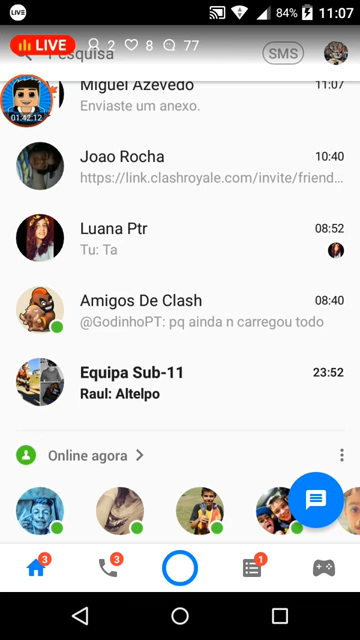 LIVE
84% 11:07
LIVE 2 8 77
Pesquisa SMS
01:42:12
Miguel Azevedo 11:07
Enviaste um anexo.
Joao Rocha 10:40
https://link.clashroyale.com/invite/friend...
Luana Ptr 08:52
Tu: Ta
Amigos De Clash 08:40
@GodinhoPT: pq ainda n carregou todo
Equipa Sub-11 23:52
Raul: Altelpo
Online agora
3 3 1